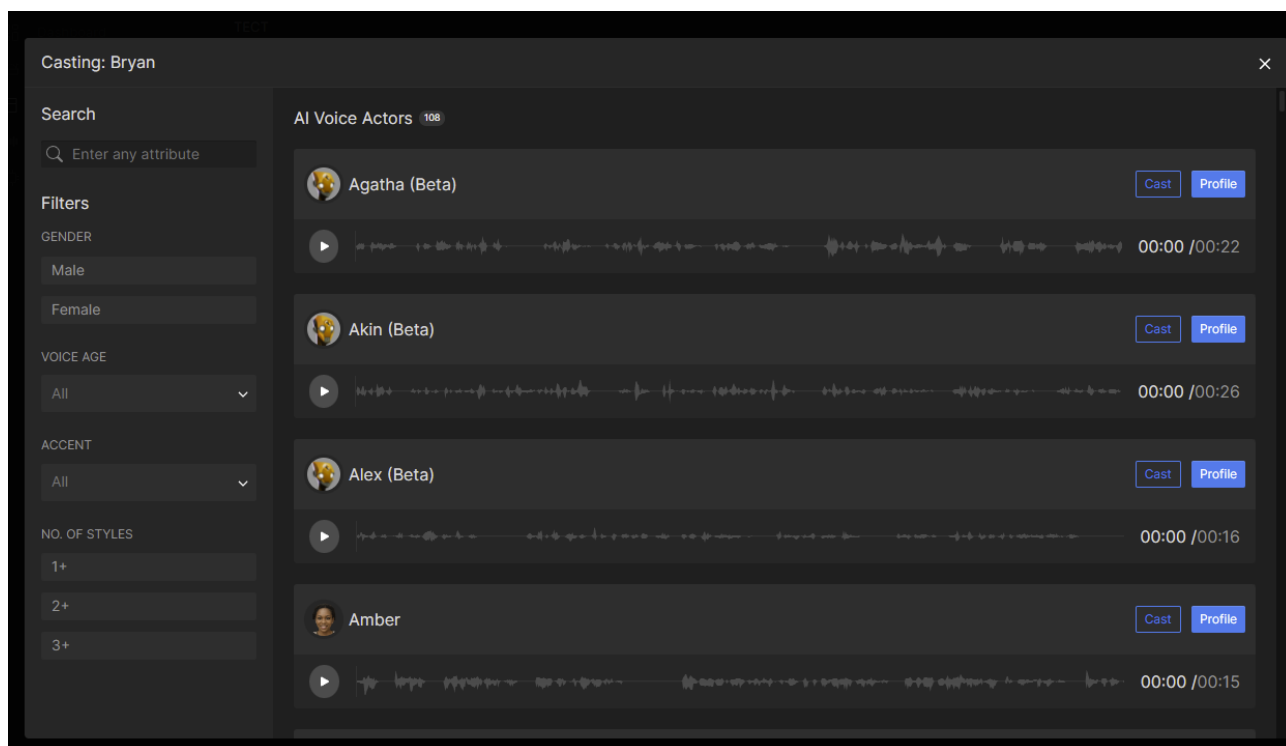 ТЕСТ
Casting: Bryan
Search
Enter any attribute
Filters
GENDER
Male
Female
VOICE AGE
All
ACCENT
All
NO. OF STYLES
1+
2+
3+
AI Voice Actors 108
Agatha (Beta)
Cast Profile
00:00 /00:22
Akin (Beta)
Cast Profile
00:00 /00:26
Alex (Beta)
Cast Profile
00:00 /00:16
Amber
Cast Profile
00:00 /00:15